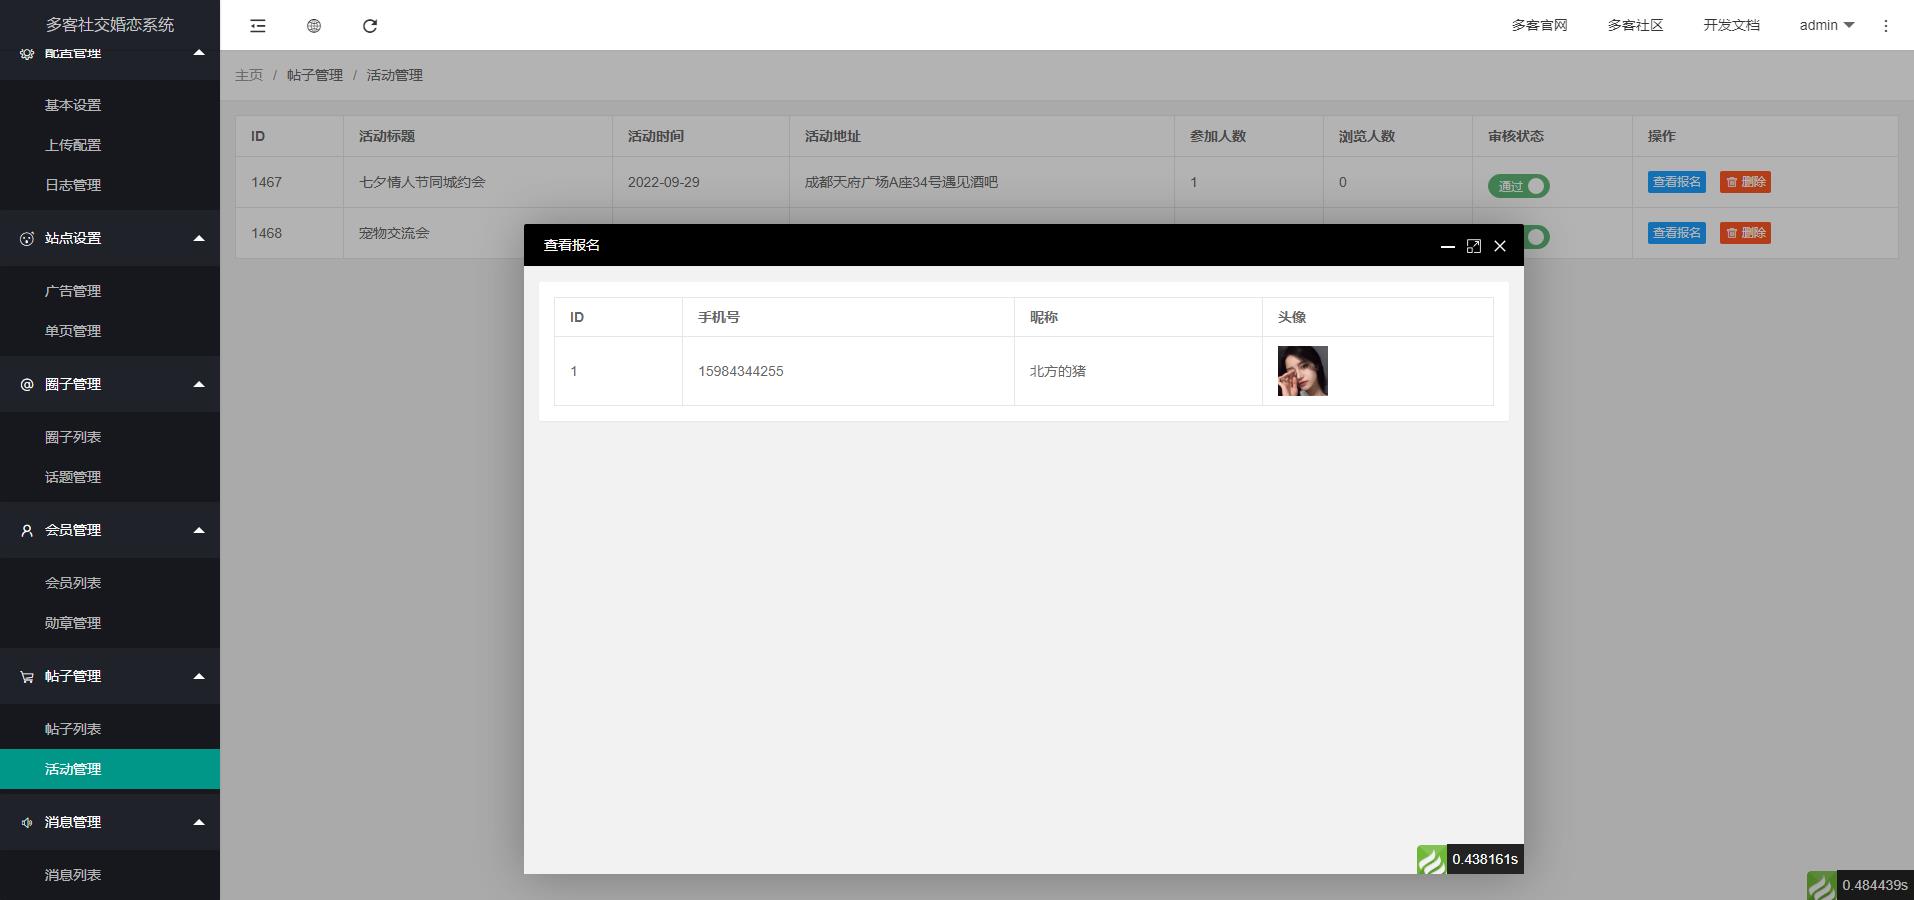 多客社交婚恋系统
多客官网 多客社区 开发文档 admin
配置管理
基本设置
上传配置
日志管理
站点设置
广告管理
单页管理
圈子管理
圈子列表
话题管理
会员管理
会员列表
勋章管理
帖子管理
帖子列表
活动管理
消息管理
消息列表
主页 / 帖子管理 / 活动管理
ID 活动标题 活动时间 活动地址 参加人数 浏览人数 审核状态 操作
1467 七夕情人节同城约会 2022-09-29 成都天府广场A座34号遇见酒吧 1 0 通过 查看报名 删除
1468 宠物交流会 查看报名 删除
查看报名
ID 手机号 昵称 头像
1 15984344255 北方的猪
0.438161s
0.484439s